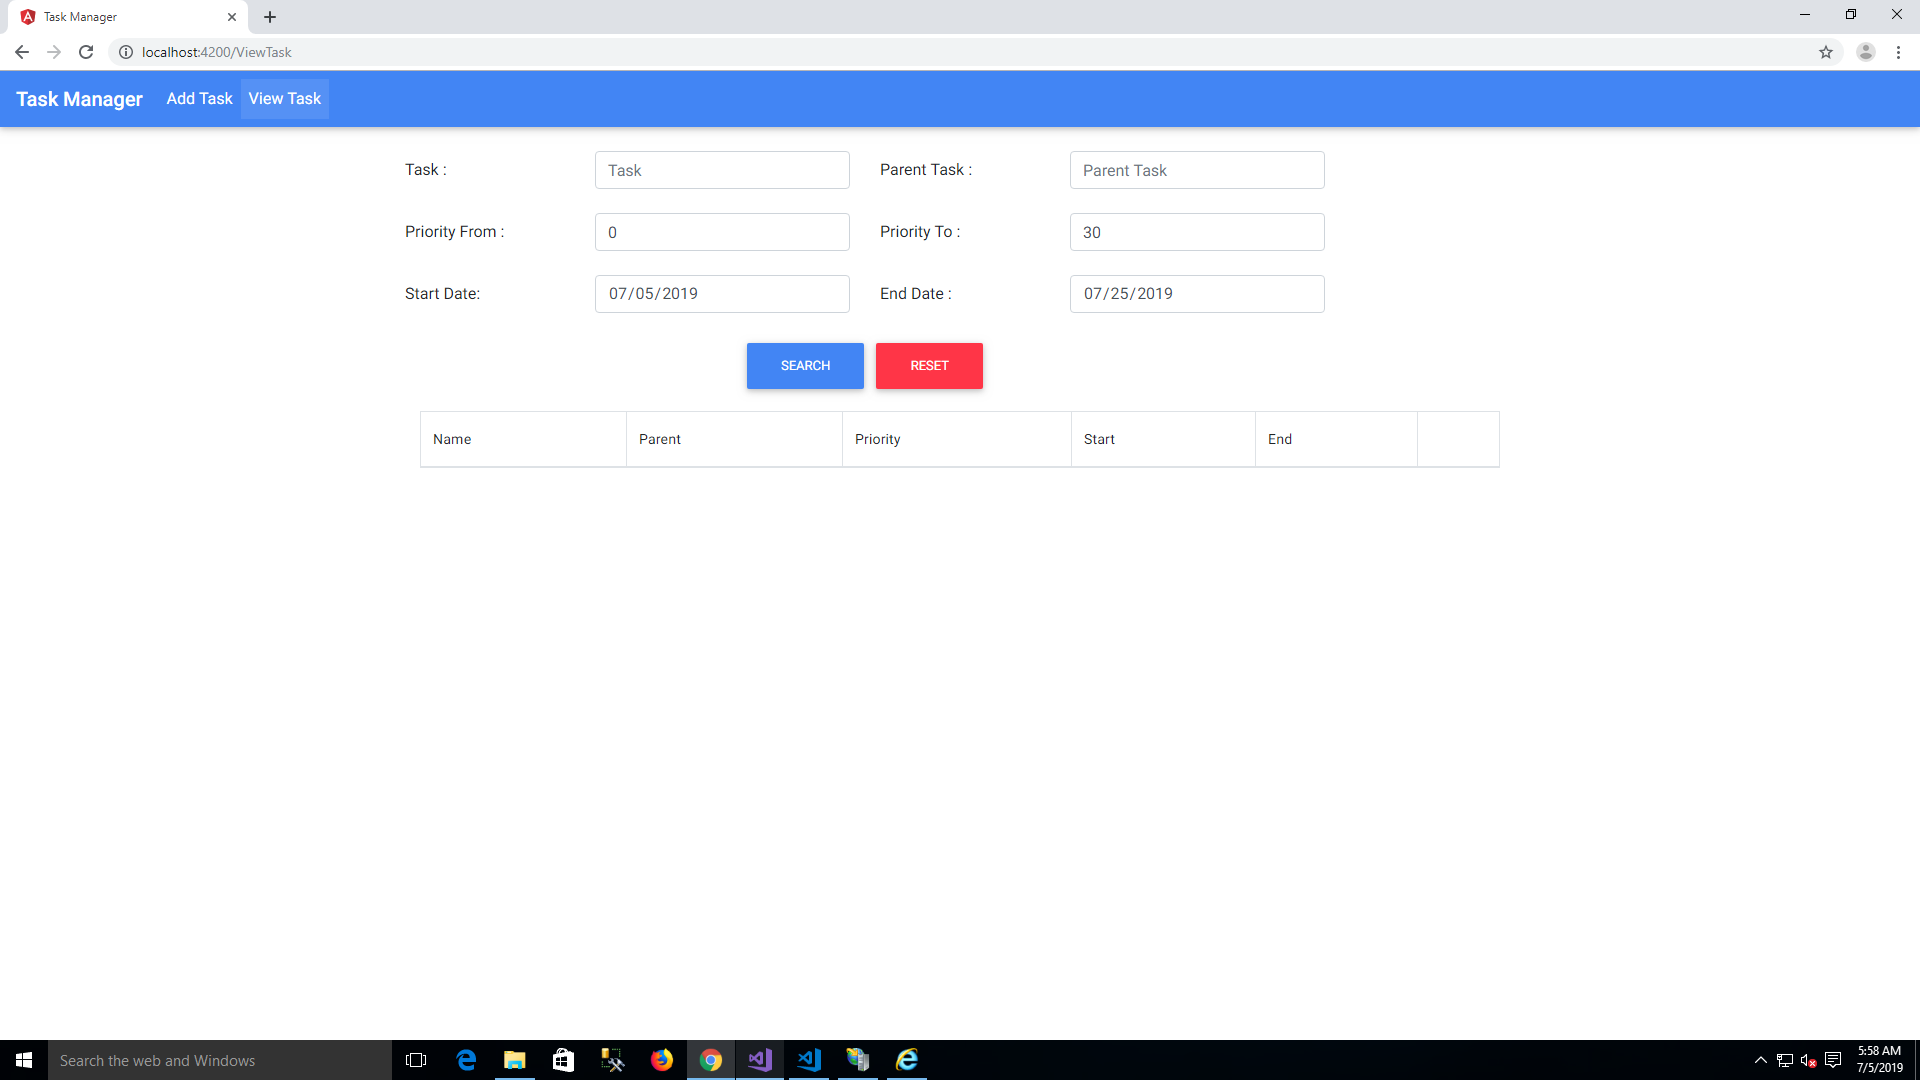 Task Manager
localhost:4200/ViewTask
Task Manager Add Task View Task
Task : Task Parent Task : Parent Task
Priority From : 0 Priority To : 30
Start Date: 07/05/2019 End Date : 07/25/2019
SEARCH RESET
Name Parent Priority Start End
Search the web and Windows
5:58 AM
7/5/2019